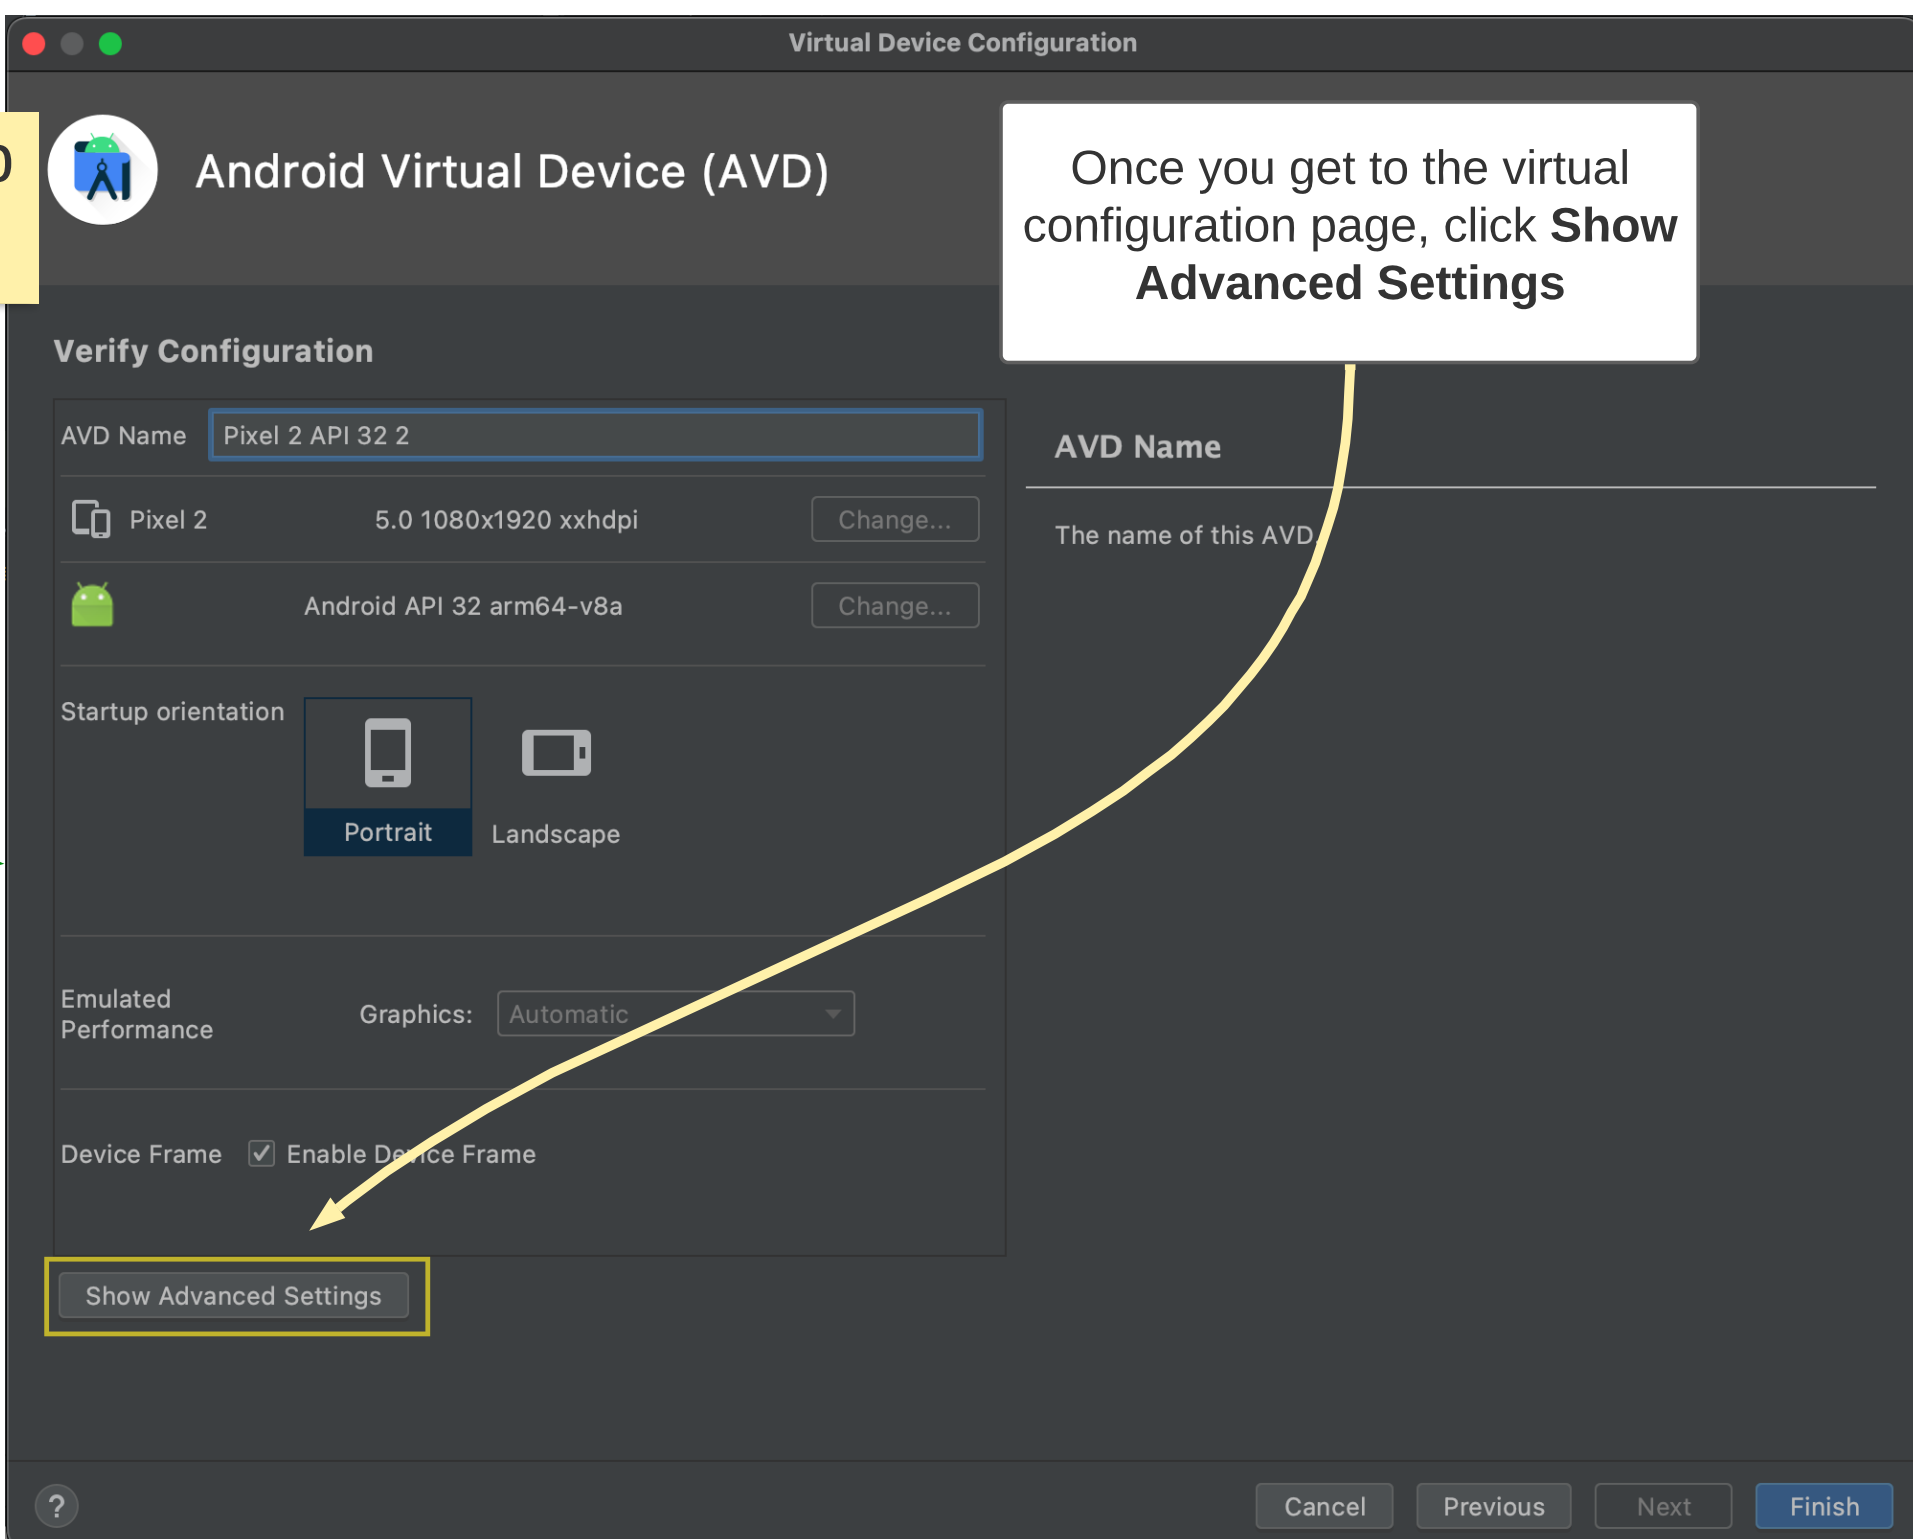 Virtual Device Configuration
Android Virtual Device (AVD)
Once you get to the virtual
configuration page, click Show
Advanced Settings
Verify Configuration
AVD Name
Pixel 2 API 32 2
Pixel 2
5.0 1080x1920 xxhdpi
Change...
Android API 32 arm64-v8a
Change...
Startup orientation
Portrait
Landscape
Emulated
Performance
Graphics:
Automatic
Device Frame
Enable Device Frame
Show Advanced Settings
AVD Name
The name of this AVD.
?
Cancel
Previous
Next
Finish